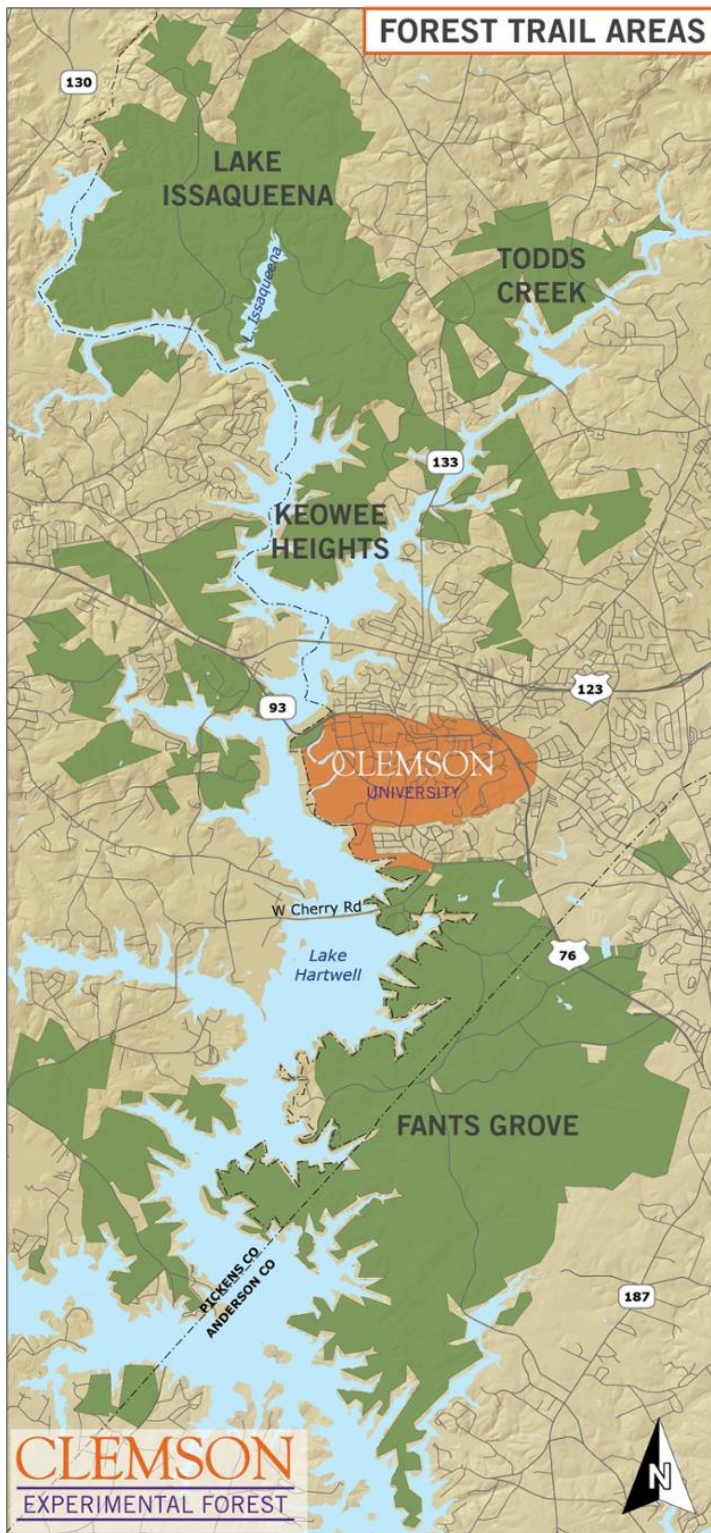 FOREST TRAIL AREAS
130
LAKE
ISSAQUEENA
L. Issaqueena
TODDS
CREEK
133
KEOWEE
HEIGHTS
123
93
CLEMSON
UNIVERSITY
W Cherry Rd
Lake
Hartwell
76
FANTS GROVE
PICKENS CO
ANDERSON CO
187
CLEMSON
EXPERIMENTAL FOREST
N